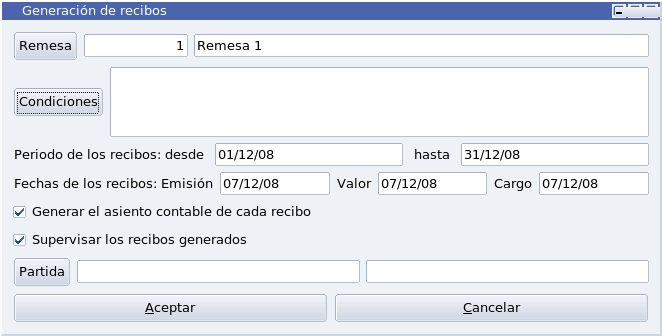 Generación de recibos
Remesa 1 Remesa 1
Condiciones
Periodo de los recibos: desde 01/12/08 hasta 31/12/08
Fechas de los recibos: Emisión 07/12/08 Valor 07/12/08 Cargo 07/12/08
Generar el asiento contable de cada recibo
Supervisar los recibos generados
Partida
Aceptar Cancelar